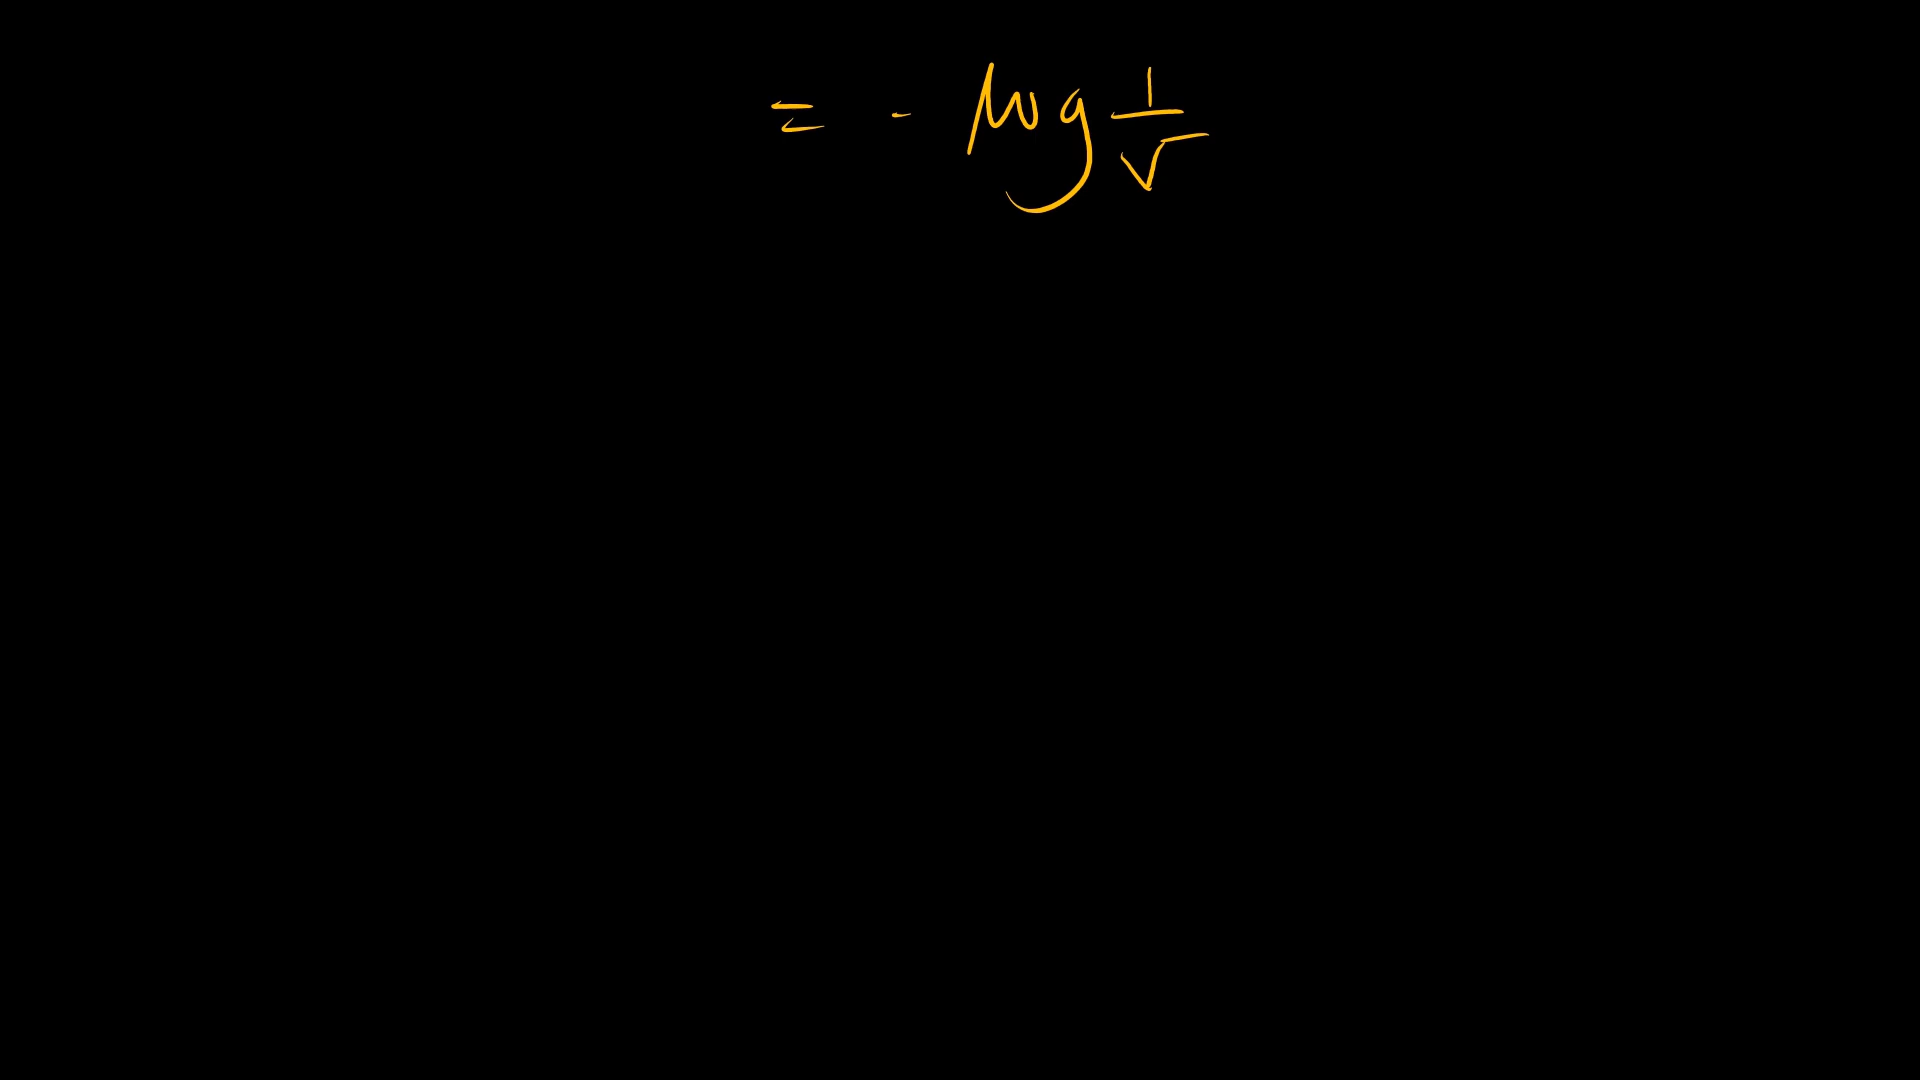 = - log 1/√